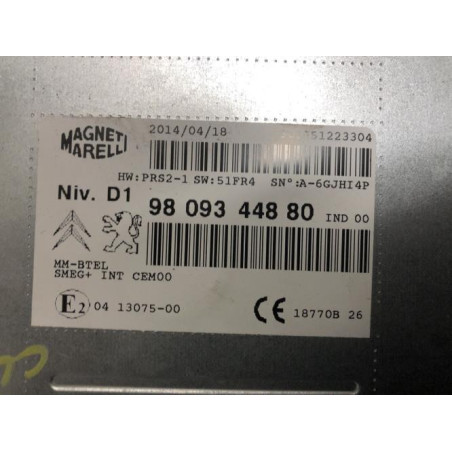 MAGNETI
MARELLI
2014/04/18
51223304
HW:PRS2-1 SW:51FR4 SN°:A-6GJHI4P
Niv. D1
98 093 448 80 IND 00
MM-BTEL
SMEG+ INT CEM00
E2 04 13075-00
CE 18770B 26